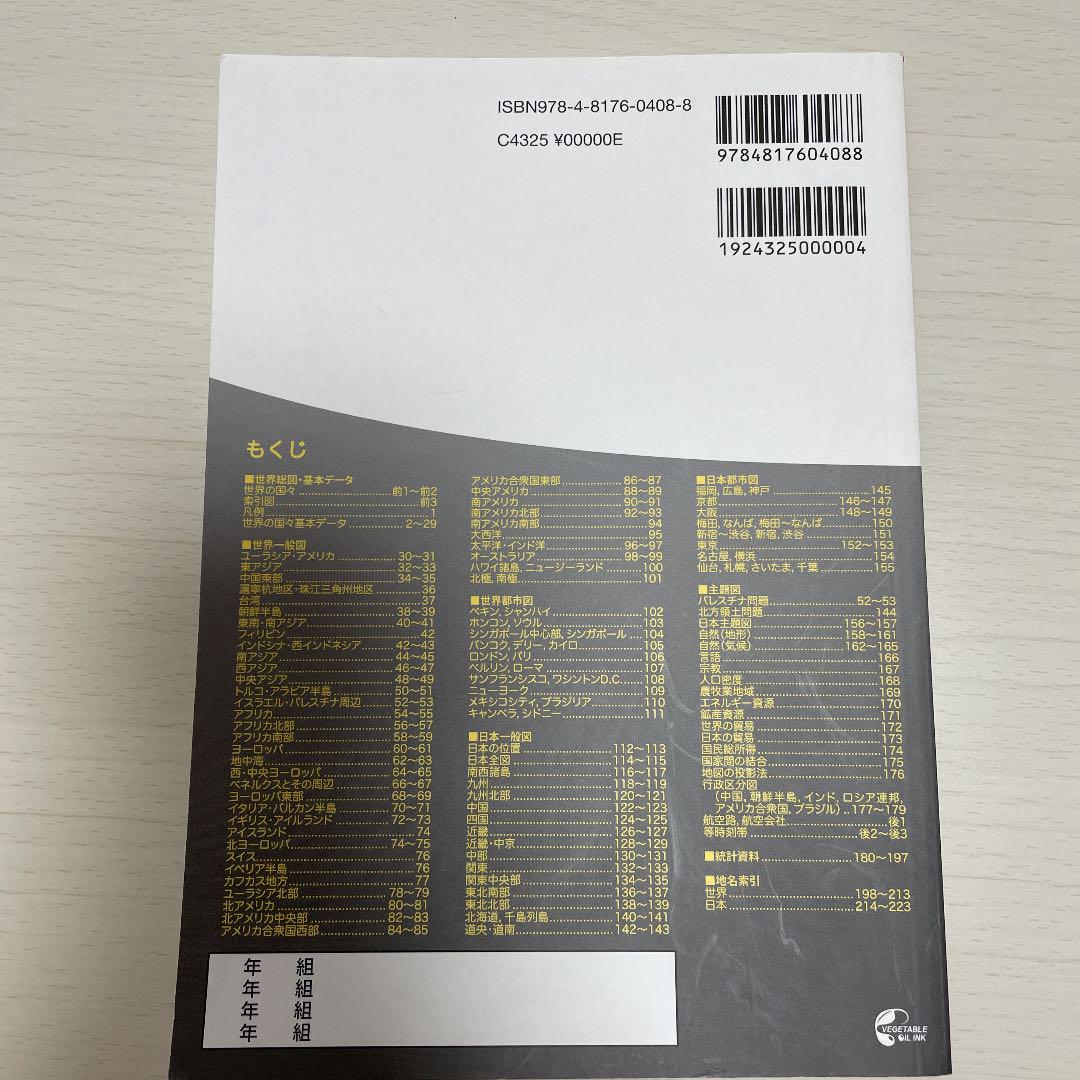 ISBN978-4-8176-0408-8
C4325 ¥00000E
9784817604088
1924325000004
もくじ
■世界総図・基本データ
世界の国々……前1～前2
索引図……前3
凡例……1
世界の国々基本データ……2～29
■世界一般図
ユーラシア・アメリカ……30～31
東アジア……32～33
中国東部……34～35
滬寧杭地区・珠江三角州地区……36
台湾……37
朝鮮半島……38～39
東南・南アジア……40～41
フィリピン……42
インドシナ・西インドネシア……42～43
南アジア……44～45
西アジア……46～47
中央アジア……48～49
トルコ・アラビア半島……50～51
イスラエル・パレスチナ周辺……52～53
アフリカ……54～55
アフリカ北部……56～57
アフリカ南部……58～59
ヨーロッパ……60～61
地中海……62～63
西・中央ヨーロッパ……64～65
ベネルクスとその周辺……66～67
ヨーロッパ東部……68～69
イタリア・バルカン半島……70～71
イギリス・アイルランド……72～73
アイスランド……74
北ヨーロッパ……74～75
スイス……76
イベリア半島……76
カフカス地方……77
ユーラシア北部……78～79
北アメリカ……80～81
北アメリカ中央部……82～83
アメリカ合衆国西部……84～85
アメリカ合衆国東部……86～87
中央アメリカ……88～89
南アメリカ……90～91
南アメリカ北部……92～93
南アメリカ南部……94
大西洋……95
太平洋・インド洋……96～97
オーストラリア……98～99
ハワイ諸島, ニュージーランド……100
北極, 南極……101
■世界都市図
ペキン, シャンハイ……102
ホンコン, ソウル……103
シンガポール中心部, シンガポール……104
バンコク, デリー, カイロ……105
ロンドン, パリ……106
ベルリン, ローマ……107
サンフランシスコ, ワシントンD.C.……108
ニューヨーク……109
メキシコシティ, ブラジリア……110
キャンベラ, シドニー……111
■日本一般図
日本の位置……112～113
日本全図……114～115
南西諸島……116～117
九州……118～119
九州北部……120～121
中国……122～123
四国……124～125
近畿……126～127
近畿・中京……128～129
中部……130～131
関東……132～133
関東中央部……134～135
東北南部……136～137
東北北部……138～139
北海道, 千島列島……140～141
道央・道南……142～143
■日本都市図
福岡, 広島, 神戸……145
京都……146～147
大阪……148～149
梅田, なんば, 梅田～なんば……150
新宿～渋谷, 新宿, 渋谷……151
東京……152～153
名古屋, 横浜……154
仙台, 札幌, さいたま, 千葉……155
■主題図
パレスチナ問題……52～53
北方領土問題……144
日本主題図……156～157
自然(地形)……158～161
自然(気候)……162～165
言語……166
宗教……167
人口密度……168
農牧業地域……169
エネルギー資源……170
鉱産資源……171
世界の貿易……172
日本の貿易……173
国民総所得……174
国家間の結合……175
地図の投影法……176
行政区分図
(中国, 朝鮮半島, インド, ロシア連邦,
アメリカ合衆国, ブラジル)……177～179
航空路, 航空会社……後1
等時刻帯……後2～後3
■統計資料……180～197
■地名索引
世界……198～213
日本……214～223
年 組
年 組
年 組
年 組
VEGETABLE
OIL INK